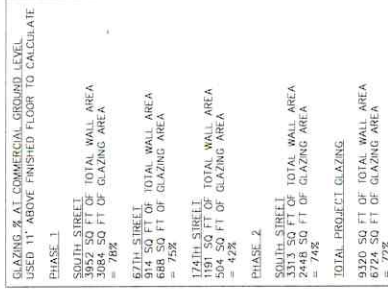 GLAZING % AT COMMERCIAL GROUND LEVEL
USED 11' ABOVE FINISHED FLOOR TO CALCULATE
PHASE 1
SOUTH STREET
3952 SQ FT OF TOTAL WALL AREA
3084 SQ FT OF GLAZING AREA
= 78%
67TH STREET
914 SQ FT OF TOTAL WALL AREA
688 SQ FT OF GLAZING AREA
= 75%
174TH STREET
1191 SQ FT OF TOTAL WALL AREA
504 SQ FT OF GLAZING AREA
= 42%
PHASE 2
SOUTH STREET
3313 SQ FT OF TOTAL WALL AREA
2448 SQ FT OF GLAZING AREA
= 74%
TOTAL PROJECT GLAZING
9320 SQ FT OF TOTAL WALL AREA
6724 SQ FT OF GLAZING AREA
= 72%